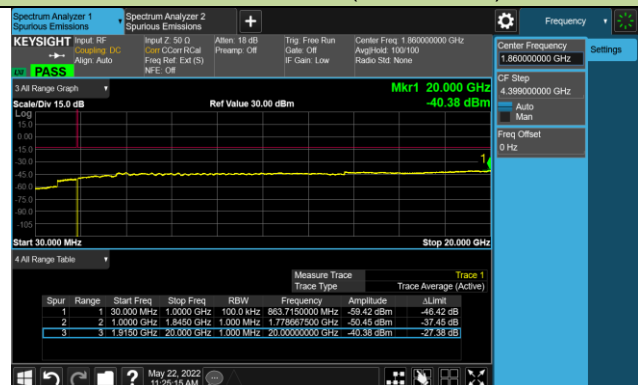 Spectrum Analyzer 1
Spurious Emissions
Spectrum Analyzer 2
Spurious Emissions
Frequency
KEYSIGHT
Input: RF
Coupling: DC
Align: Auto
Input Z: 50 Ω
Corr CCorr RCal
Freq Ref: Ext (S)
NFE: Off
Atten: 18 dB
Preamp: Off
Trig: Free Run
Gate: Off
IF Gain: Low
Center Freq: 1.860000000 GHz
Avg|Hold: 100/100
Radio Std: None
PASS
Center Frequency
1.860000000 GHz
Settings
CF Step
4.399000000 GHz
Auto
Man
Freq Offset
0 Hz
3 All Range Graph
Mkr1 20.000 GHz
Scale/Div 15.0 dB
Ref Value 30.00 dBm
-40.38 dBm
Log
15.0
0.00
-15.0
-30.0
-45.0
-60.0
-75.0
-90.0
-105
1
Start 30.000 MHz
Stop 20.000 GHz
4 All Range Table
Measure Trace Trace 1
Trace Type Trace Average (Active)
Spur Range Start Freq Stop Freq RBW Frequency Amplitude ΔLimit
1 1 30.000 MHz 1.0000 GHz 100.0 kHz 863.7150000 MHz -59.42 dBm -46.42 dB
2 2 1.0000 GHz 1.8450 GHz 1.000 MHz 1.778667500 GHz -50.45 dBm -37.45 dB
3 3 1.9150 GHz 20.000 GHz 1.000 MHz 20.00000000 GHz -40.38 dBm -27.38 dB
May 22, 2022
11:25:15 AM